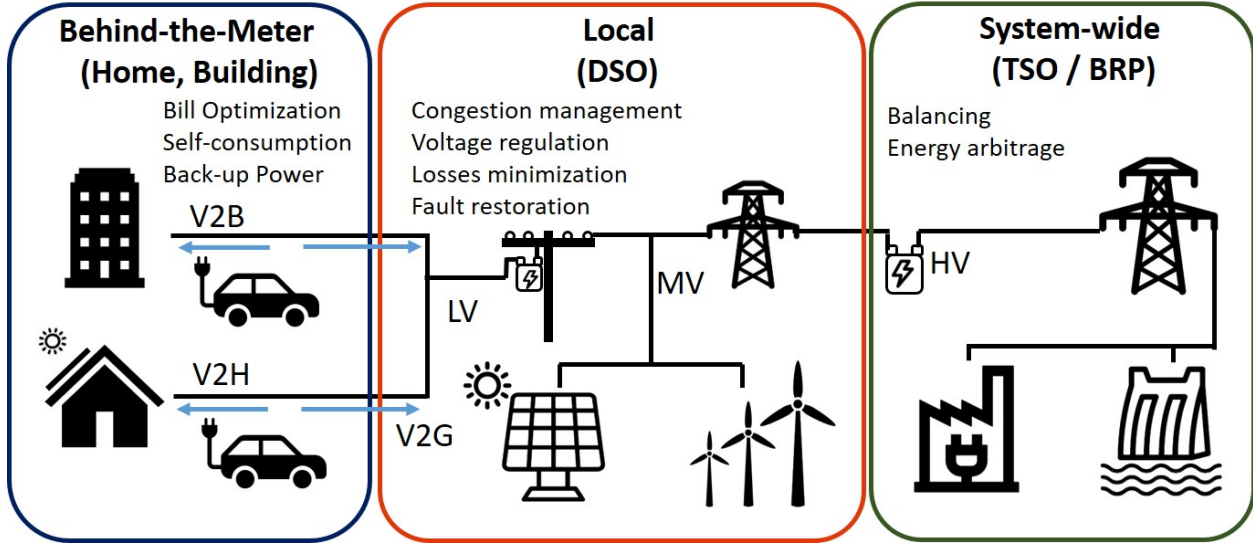 Behind-the-Meter
(Home, Building)
Bill Optimization
Self-consumption
Back-up Power
V2B
V2H
Local
(DSO)
Congestion management
Voltage regulation
Losses minimization
Fault restoration
LV
MV
V2G
System-wide
(TSO / BRP)
Balancing
Energy arbitrage
HV